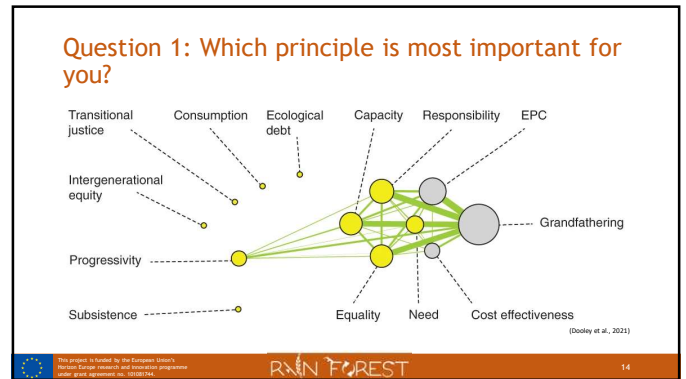 Question 1: Which principle is most important for
you?
Transitional
justice
Consumption
Ecological
debt
Capacity
Responsibility
EPC
Intergenerational
equity
Grandfathering
Progressivity
Subsistence
Equality
Need
Cost effectiveness
(Dooley et al., 2021)
This project is funded by the European Union's
Horizon Europe research and innovation programme
under grant agreement no. 101081744.
FOREST
14